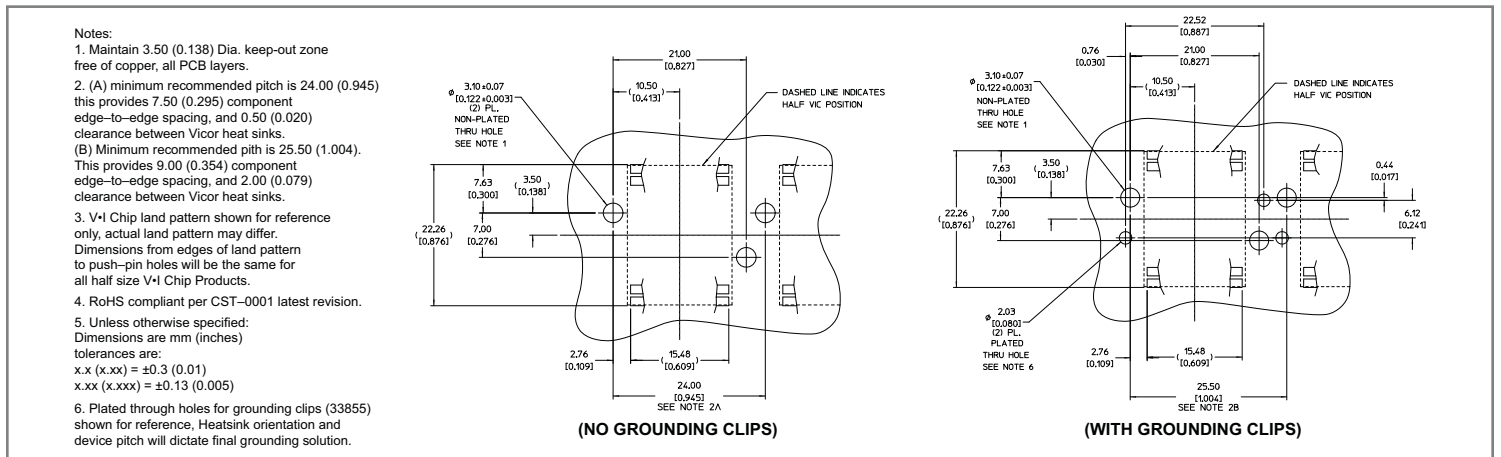 Notes:
1. Maintain 3.50 (0.138) Dia. keep-out zone
free of copper, all PCB layers.
2. (A) minimum recommended pitch is 24.00 (0.945)
this provides 7.50 (0.295) component
edge–to–edge spacing, and 0.50 (0.020)
clearance between Vicor heat sinks.
(B) Minimum recommended pith is 25.50 (1.004).
This provides 9.00 (0.354) component
edge–to–edge spacing, and 2.00 (0.079)
clearance between Vicor heat sinks.
3. V•I Chip land pattern shown for reference
only, actual land pattern may differ.
Dimensions from edges of land pattern
to push–pin holes will be the same for
all half size V•I Chip Products.
4. RoHS compliant per CST–0001 latest revision.
5. Unless otherwise specified:
Dimensions are mm (inches)
tolerances are:
x.x (x.xx) = ±0.3 (0.01)
x.xx (x.xxx) = ±0.13 (0.005)
6. Plated through holes for grounding clips (33855)
shown for reference, Heatsink orientation and
device pitch will dictate final grounding solution.
21.00
[0.827]
10.50
[0.413]
ø 3.10±0.07
[0.122±0.003]
(2) PL.
NON-PLATED
THRU HOLE
SEE NOTE 1
DASHED LINE INDICATES
HALF VIC POSITION
7.63
[0.300]
(3.50
[0.138])
(22.26
[0.876])
7.00
[0.276]
2.76
[0.109]
(15.48
[0.609])
24.00
[0.945]
SEE NOTE 2A
(NO GROUNDING CLIPS)
22.52
[0.887]
0.76
[0.030]
21.00
[0.827]
10.50
[0.413]
ø 3.10±0.07
[0.122±0.003]
(2) PL.
NON-PLATED
THRU HOLE
SEE NOTE 1
DASHED LINE INDICATES
HALF VIC POSITION
7.63
[0.300]
(3.50
[0.138])
0.44
[0.017]
(22.26
[0.876])
7.00
[0.276]
6.12
[0.241]
ø 2.03
[0.080]
(2) PL.
PLATED
THRU HOLE
SEE NOTE 6
2.76
[0.109]
(15.48
[0.609])
25.50
[1.004]
SEE NOTE 2B
(WITH GROUNDING CLIPS)